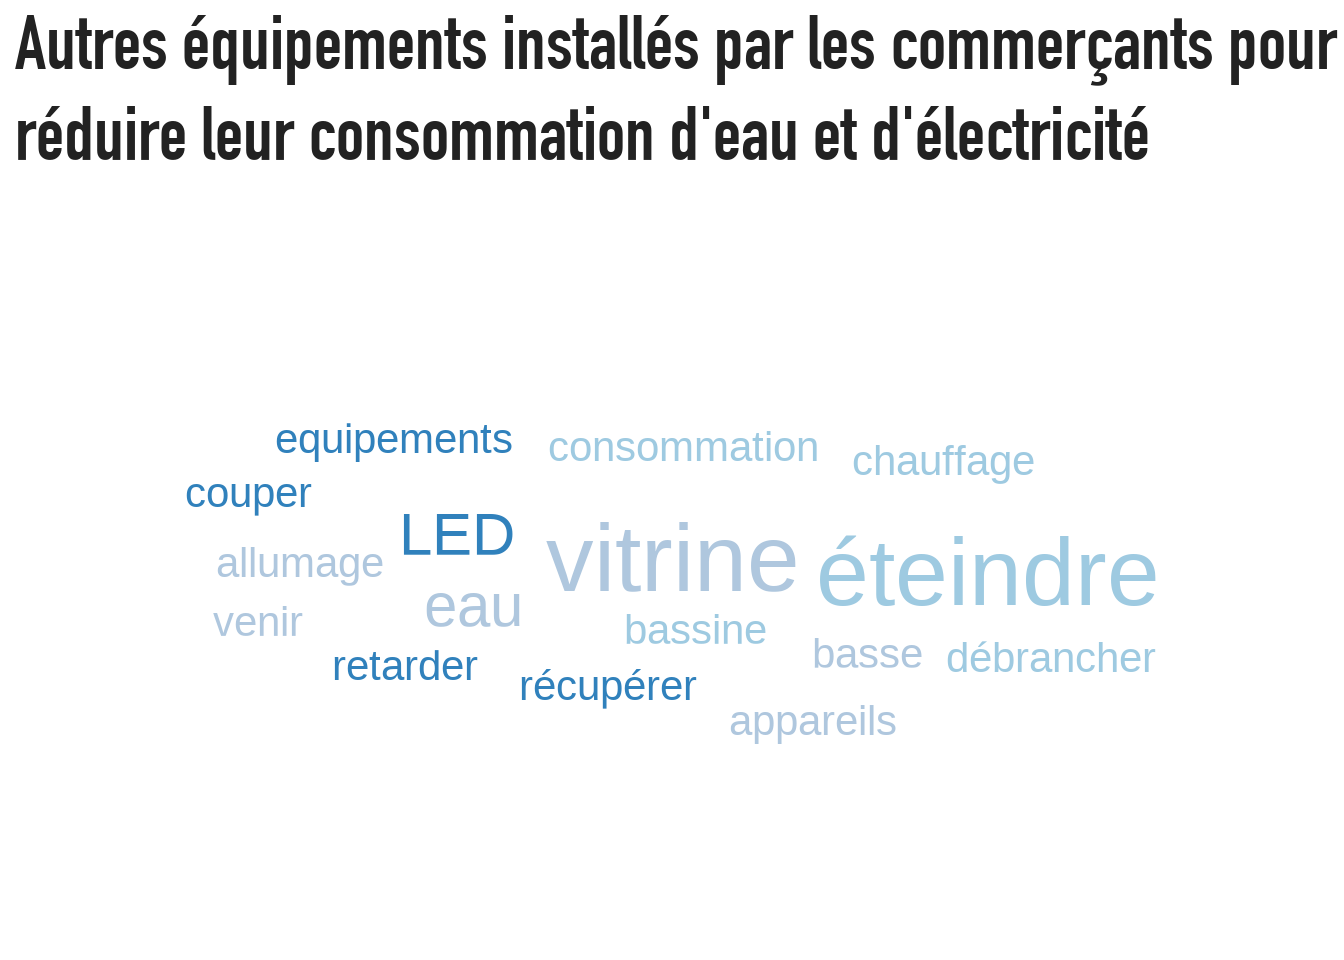 Autres équipements installés par les commerçants pour
réduire leur consommation d'eau et d'électricité
equipements
consommation
chauffage
couper
LED
vitrine
éteindre
allumage
eau
venir
bassine
basse
débrancher
retarder
récupérer
appareils